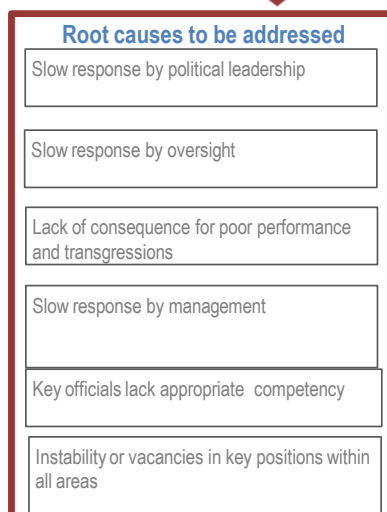 Root causes to be addressed
Slow response by political leadership
Slow response by oversight
Lack of consequence for poor performance
and transgressions
Slow response by management
Key officials lack appropriate competency
Instability or vacancies in key positions within
all areas